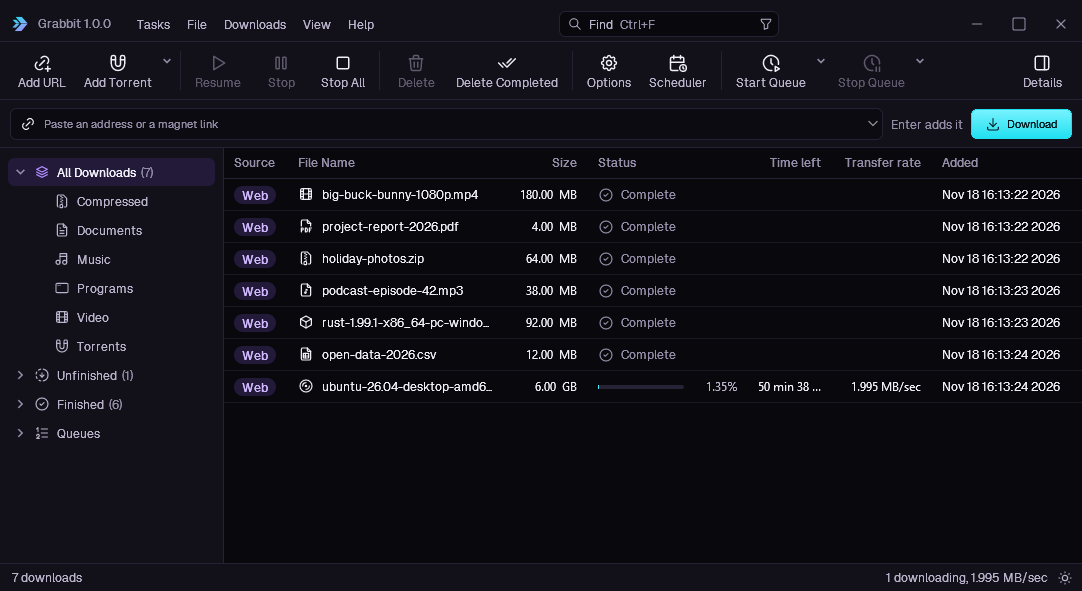 Grabbit 1.0.0 Tasks File Downloads View Help Find Ctrl+F
Add URL Add Torrent Resume Stop Stop All Delete Delete Completed Options Scheduler Start Queue Stop Queue Details
Paste an address or a magnet link Enter adds it Download
All Downloads (7)
Compressed
Documents
Music
Programs
Video
Torrents
Unfinished (1)
Finished (6)
Queues
Source File Name Size Status Time left Transfer rate Added
Web big-buck-bunny-1080p.mp4 180.00 MB Complete Nov 18 16:13:22 2026
Web project-report-2026.pdf 4.00 MB Complete Nov 18 16:13:22 2026
Web holiday-photos.zip 64.00 MB Complete Nov 18 16:13:22 2026
Web podcast-episode-42.mp3 38.00 MB Complete Nov 18 16:13:23 2026
Web rust-1.99.1-x86_64-pc-windo... 92.00 MB Complete Nov 18 16:13:23 2026
Web open-data-2026.csv 12.00 MB Complete Nov 18 16:13:24 2026
Web ubuntu-26.04-desktop-amd6... 6.00 GB 1.35% 50 min 38 ... 1.995 MB/sec Nov 18 16:13:24 2026
7 downloads 1 downloading, 1.995 MB/sec